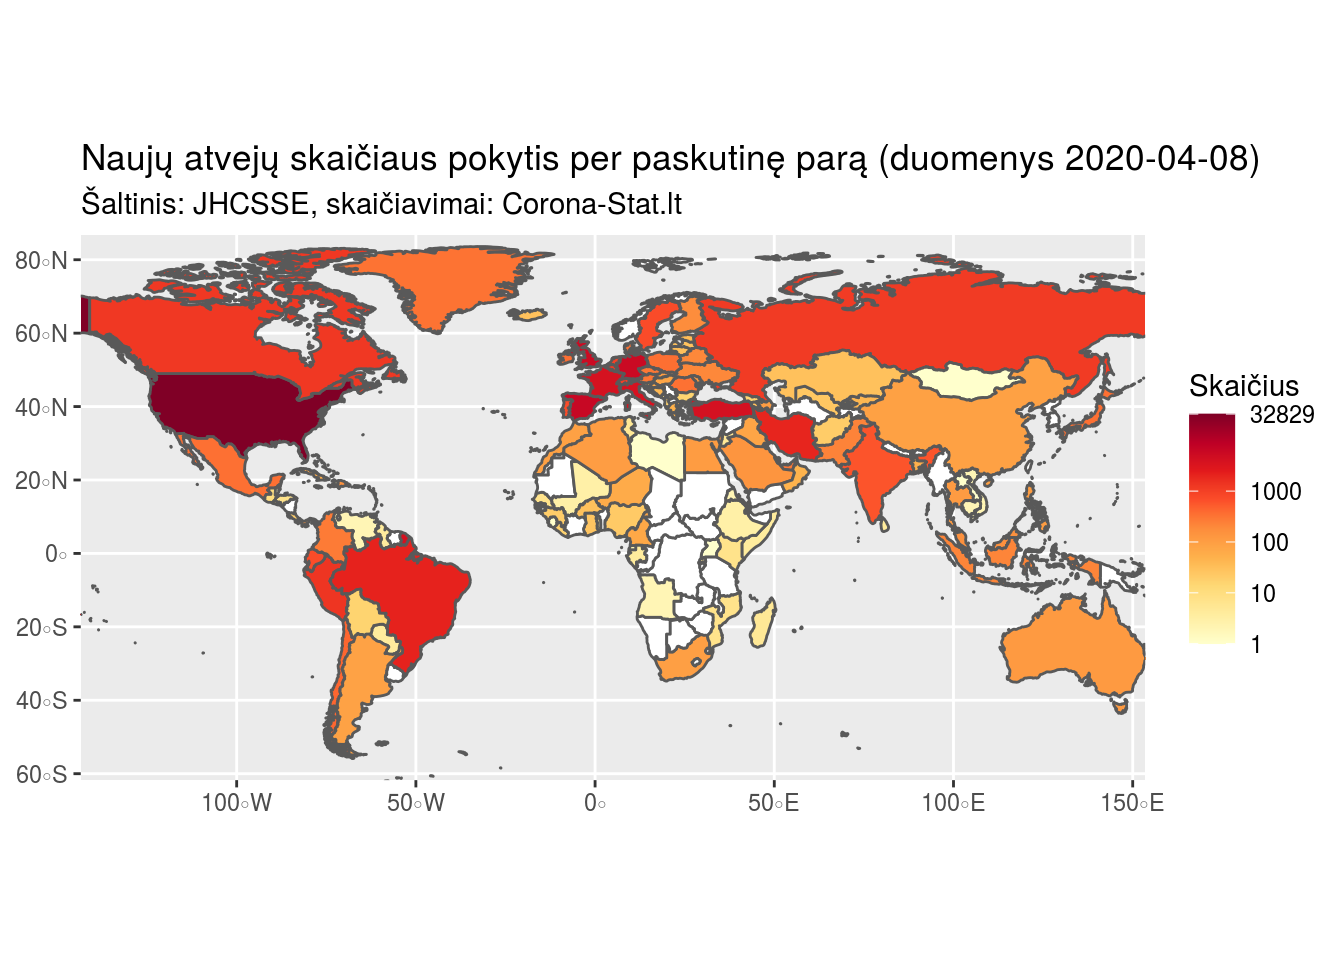 Naujų atvejų skaičiaus pokytis per paskutinę parą (duomenys 2020-04-08)
Šaltinis: JHCSSE, skaičiavimai: Corona-Stat.lt
80°N
60°N
40°N
20°N
0°
20°S
40°S
60°S
100°W
50°W
0°
50°E
100°E
150°E
Skaičius
32829
1000
100
10
1